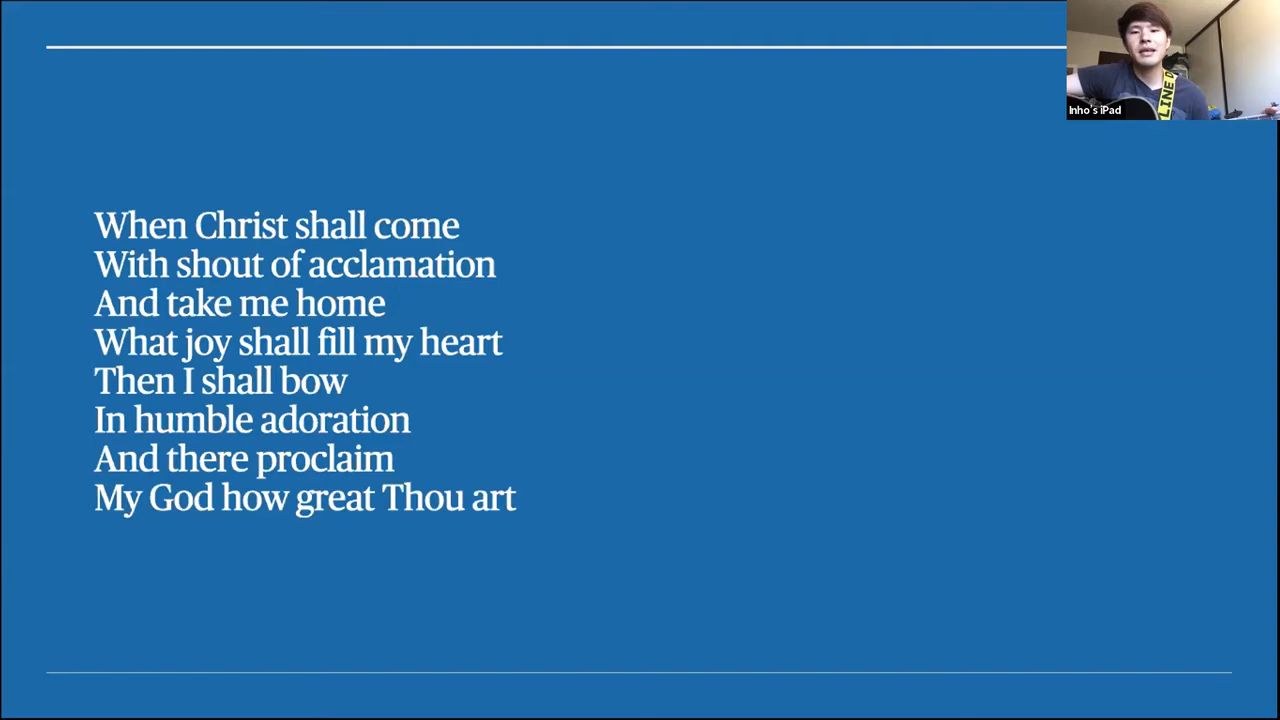 When Christ shall come
With shout of acclamation
And take me home
What joy shall fill my heart
Then I shall bow
In humble adoration
And there proclaim
My God how great Thou art
Inho's iPad
LINE D